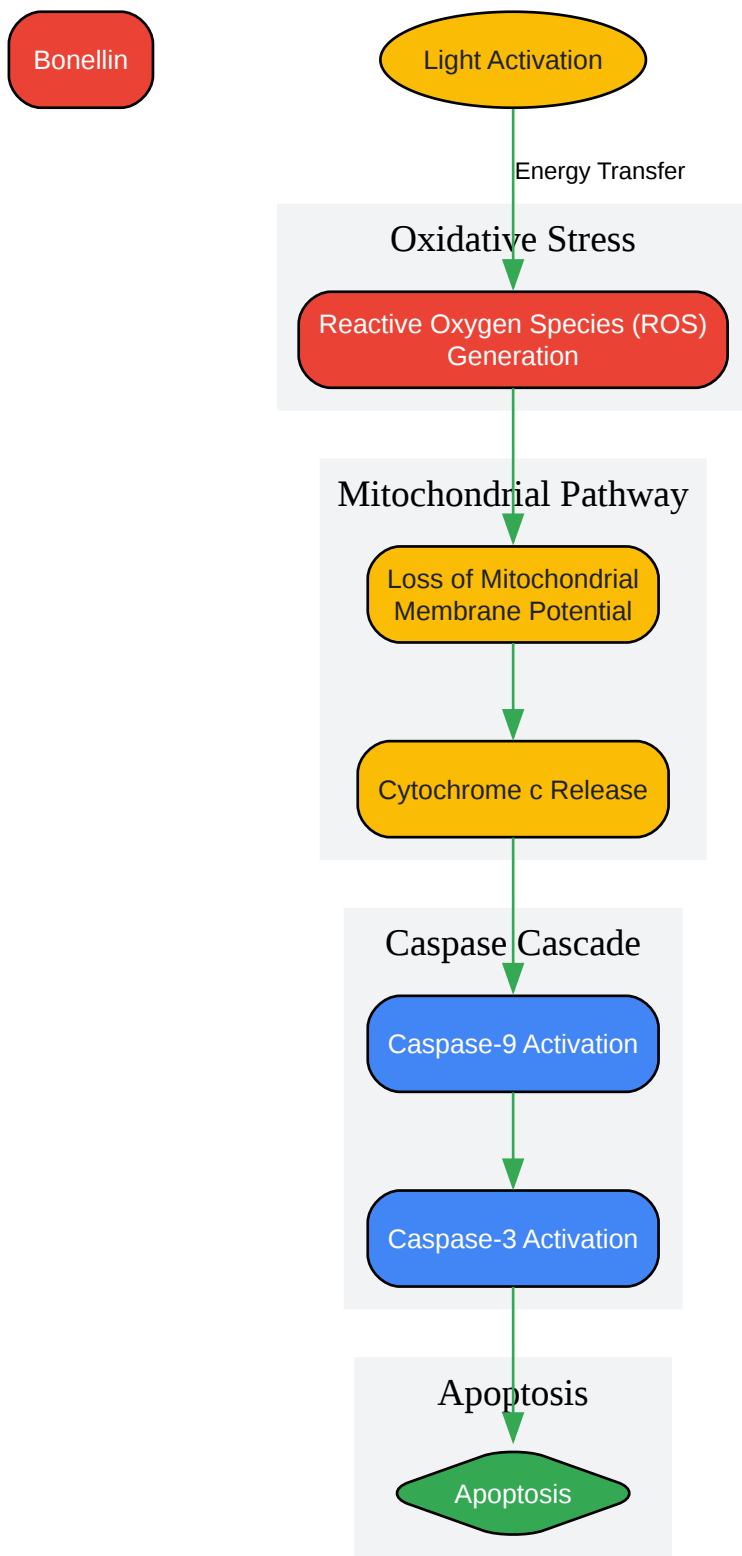 Bonellin
Light Activation
Energy Transfer
Oxidative Stress
Reactive Oxygen Species (ROS)
Generation
Mitochondrial Pathway
Loss of Mitochondrial
Membrane Potential
Cytochrome c Release
Caspase Cascade
Caspase-9 Activation
Caspase-3 Activation
Apoptosis
Apoptosis